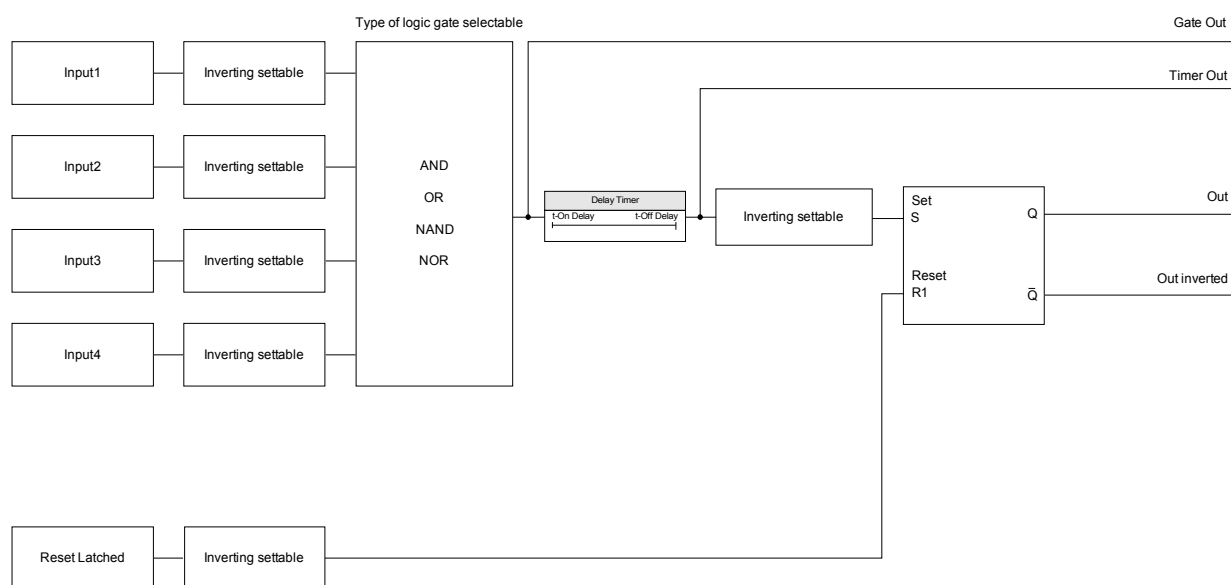 Type of logic gate selectable
Gate Out
Input1
Inverting settable
Timer Out
Input2
Inverting settable
AND
OR
NAND
NOR
Delay Timer
t-On Delay
t-Off Delay
Inverting settable
Set
S
Q
Out
Reset
R1
Q̅
Out inverted
Input3
Inverting settable
Input4
Inverting settable
Reset Latched
Inverting settable